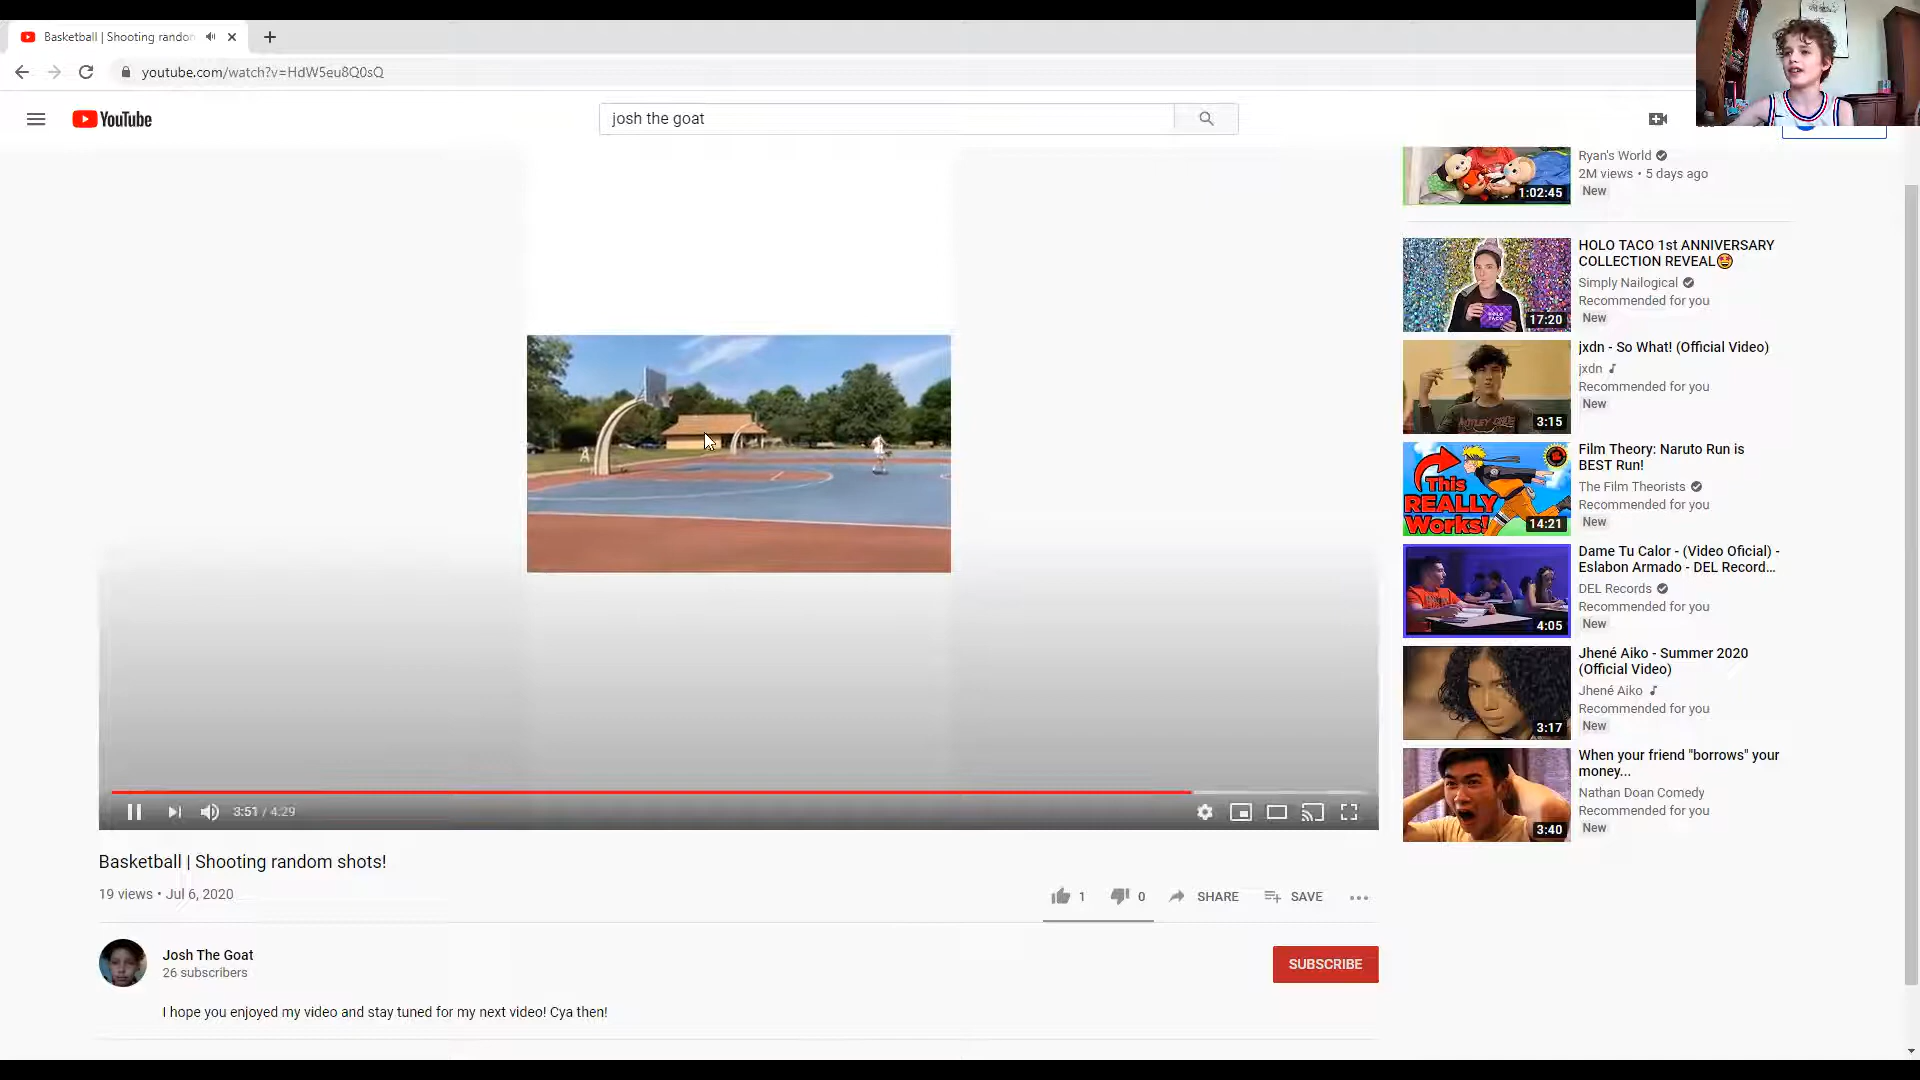 Basketball | Shooting randon
youtube.com/watch?v=HdW5eu8Q0sQ
YouTube
josh the goat
Ryan's World
2M views • 5 days ago
New
1:02:45
HOLO TACO 1st ANNIVERSARY
COLLECTION REVEAL🤩
Simply Nailogical
Recommended for you
New
HOLO TACO
17:20
jxdn - So What! (Official Video)
jxdn
Recommended for you
New
3:15
Film Theory: Naruto Run is
BEST Run!
The Film Theorists
Recommended for you
New
This
REALLY
Works!
14:21
Dame Tu Calor - (Video Oficial) -
Eslabon Armado - DEL Record...
DEL Records
Recommended for you
New
4:05
Jhené Aiko - Summer 2020
(Official Video)
Jhené Aiko
Recommended for you
New
3:17
When your friend "borrows" your
money...
Nathan Doan Comedy
Recommended for you
New
3:40
3:51 / 4:29
Basketball | Shooting random shots!
19 views • Jul 6, 2020
1 0 SHARE SAVE
Josh The Goat
26 subscribers
SUBSCRIBE
I hope you enjoyed my video and stay tuned for my next video! Cya then!